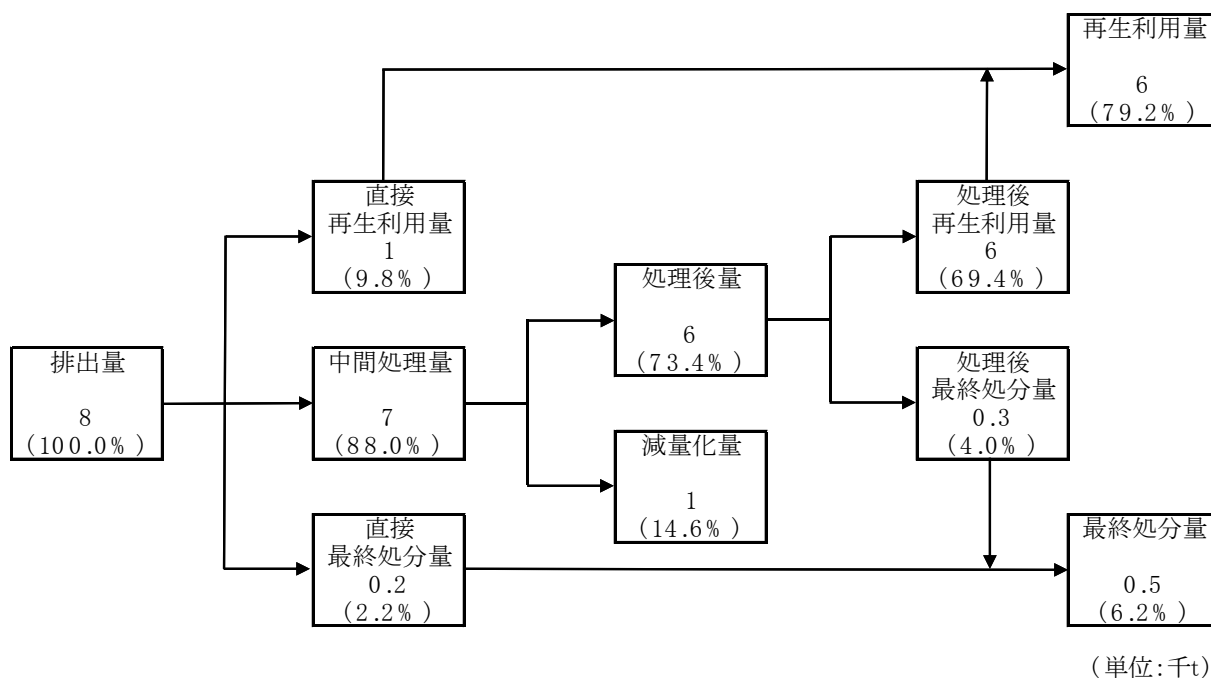 再生利用量
6
(79.2%)
直接
再生利用量
1
(9.8%)
処理後
再生利用量
6
(69.4%)
処理後量
6
(73.4%)
排出量
8
(100.0%)
中間処理量
7
(88.0%)
処理後
最終処分量
0.3
(4.0%)
減量化量
1
(14.6%)
直接
最終処分量
0.2
(2.2%)
最終処分量
0.5
(6.2%)
(単位:千t)